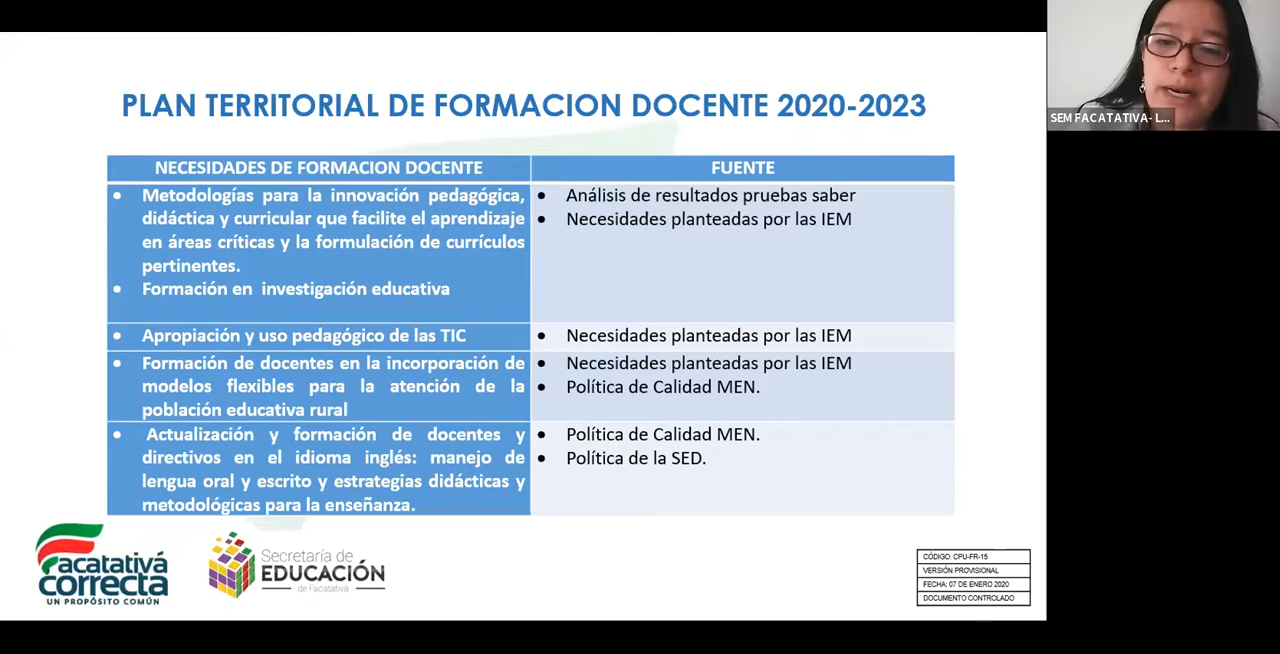 PLAN TERRITORIAL DE FORMACION DOCENTE 2020-2023
SEM FACATATIVA- L...
NECESIDADES DE FORMACION DOCENTE
FUENTE
• Metodologías para la innovación pedagógica,
didáctica y curricular que facilite el aprendizaje
en áreas críticas y la formulación de currículos
pertinentes.
• Formación en investigación educativa
• Análisis de resultados pruebas saber
• Necesidades planteadas por las IEM
• Apropiación y uso pedagógico de las TIC
• Necesidades planteadas por las IEM
• Formación de docentes en la incorporación de
modelos flexibles para la atención de la
población educativa rural
• Necesidades planteadas por las IEM
• Política de Calidad MEN.
• Actualización y formación de docentes y
directivos en el idioma inglés: manejo de
lengua oral y escrito y estrategias didácticas y
metodológicas para la enseñanza.
• Política de Calidad MEN.
• Política de la SED.
Facatativá
correcta
UN PROPÓSITO COMÚN
Secretaría de
EDUCACIÓN
de Facatativá
CÓDIGO: CPU-FR-15
VERSIÓN PROVISIONAL
FECHA: 07 DE ENERO 2020
DOCUMENTO CONTROLADO